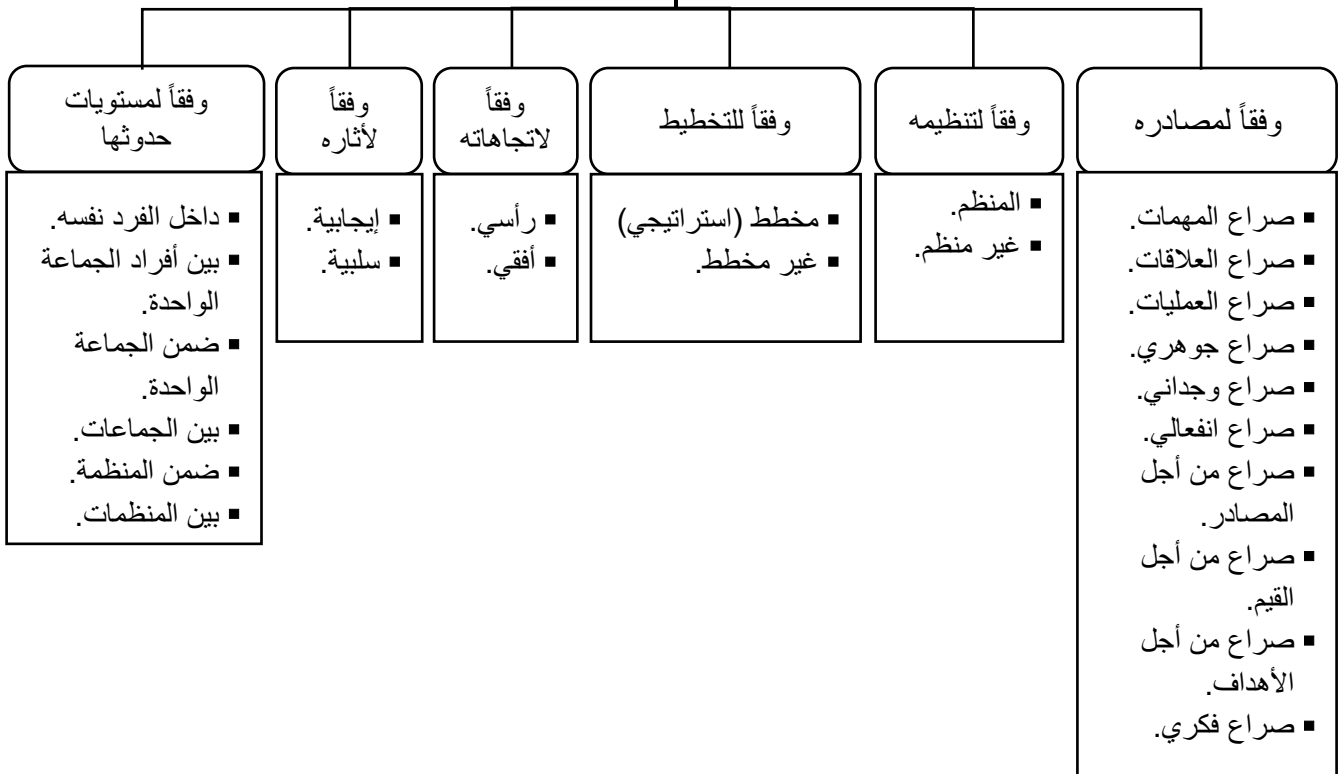 وفقاً لمصادره
صراع المهمات.
صراع العلاقات.
صراع العمليات.
صراع جوهري.
صراع وجداني.
صراع انفعالي.
صراع من أجل
المصادر.
صراع من أجل
القيم.
صراع من أجل
الأهداف.
صراع فكري.
وفقاً لتنظيمه
المنظم.
غير منظم.
وفقاً للتخطيط
مخطط (استراتيجي)
غير مخطط.
وفقاً
لاتجاهاته
رأسي.
أفقي.
وفقاً
لأثاره
إيجابية.
سلبية.
وفقاً لمستويات
حدوثها
داخل الفرد نفسه.
بين أفراد الجماعة
الواحدة.
ضمن الجماعة
الواحدة.
بين الجماعات.
ضمن المنظمة.
بين المنظمات.